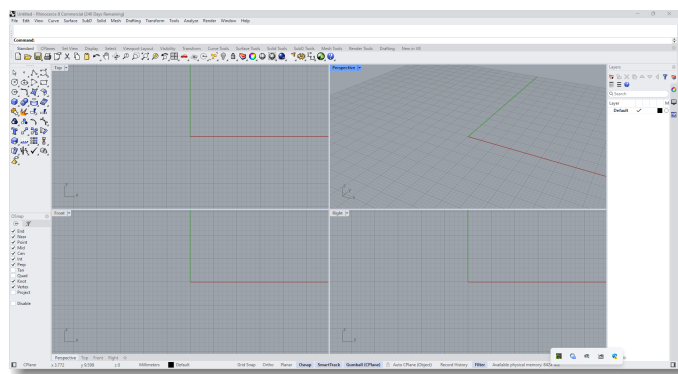 Untitled - Rhinoceros 8 Commercial (240 Days Remaining)
File Edit View Curve Surface SubD Solid Mesh Drafting Transform Tools Analyze Render Window Help
Command:
Standard CPlanes Set View Display Select Viewport Layout Visibility Transform Curve Tools Surface Tools Solid Tools SubD Tools Mesh Tools Render Tools Drafting New in V8
Top
Perspective
Layers
Search
Layer
M
Default
Front
Right
Osnap
End
Near
Point
Mid
Cen
Int
Perp
Tan
Quad
Knot
Vertex
Project
Disable
Perspective Top Front Right
CPlane
Millimeters
Default
Grid Snap Ortho Planar Osnap SmartTrack Gumball (CPlane) Auto CPlane (Object) Record History Filter